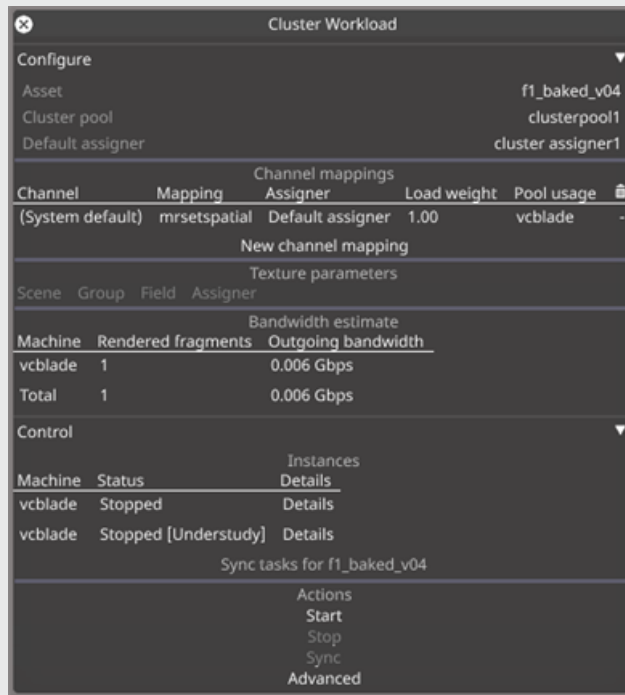 Cluster Workload
Configure
Asset f1_baked_v04
Cluster pool clusterpool1
Default assigner cluster assigner1
Channel mappings
Channel Mapping Assigner Load weight Pool usage
(System default) mrsetspatial Default assigner 1.00 vcblade -
New channel mapping
Texture parameters
Scene Group Field Assigner
Bandwidth estimate
Machine Rendered fragments Outgoing bandwidth
vcblade 1 0.006 Gbps
Total 1 0.006 Gbps
Control
Instances
Machine Status Details
vcblade Stopped Details
vcblade Stopped [Understudy] Details
Sync tasks for f1_baked_v04
Actions
Start
Stop
Sync
Advanced